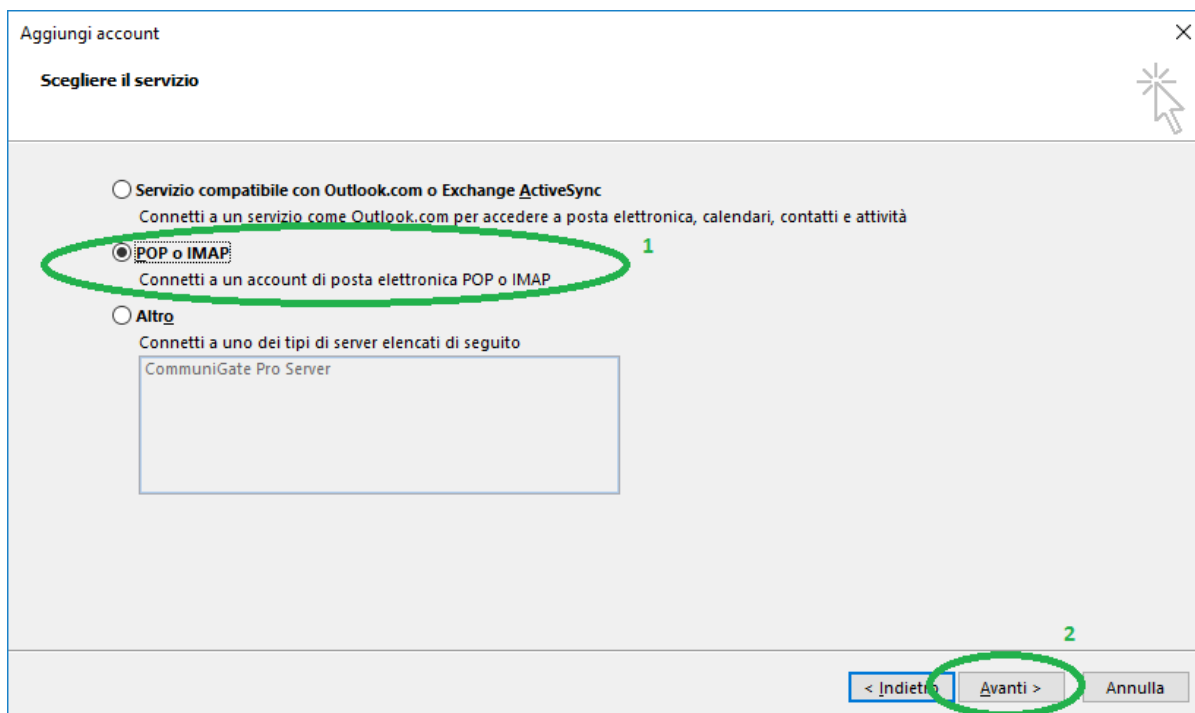 Aggiungi account
Scegliere il servizio
Servizio compatibile con Outlook.com o Exchange ActiveSync
Connetti a un servizio come Outlook.com per accedere a posta elettronica, calendari, contatti e attività
POP o IMAP
1
Connetti a un account di posta elettronica POP o IMAP
Altro
Connetti a uno dei tipi di server elencati di seguito
CommuniGate Pro Server
2
< Indietro Avanti > Annulla